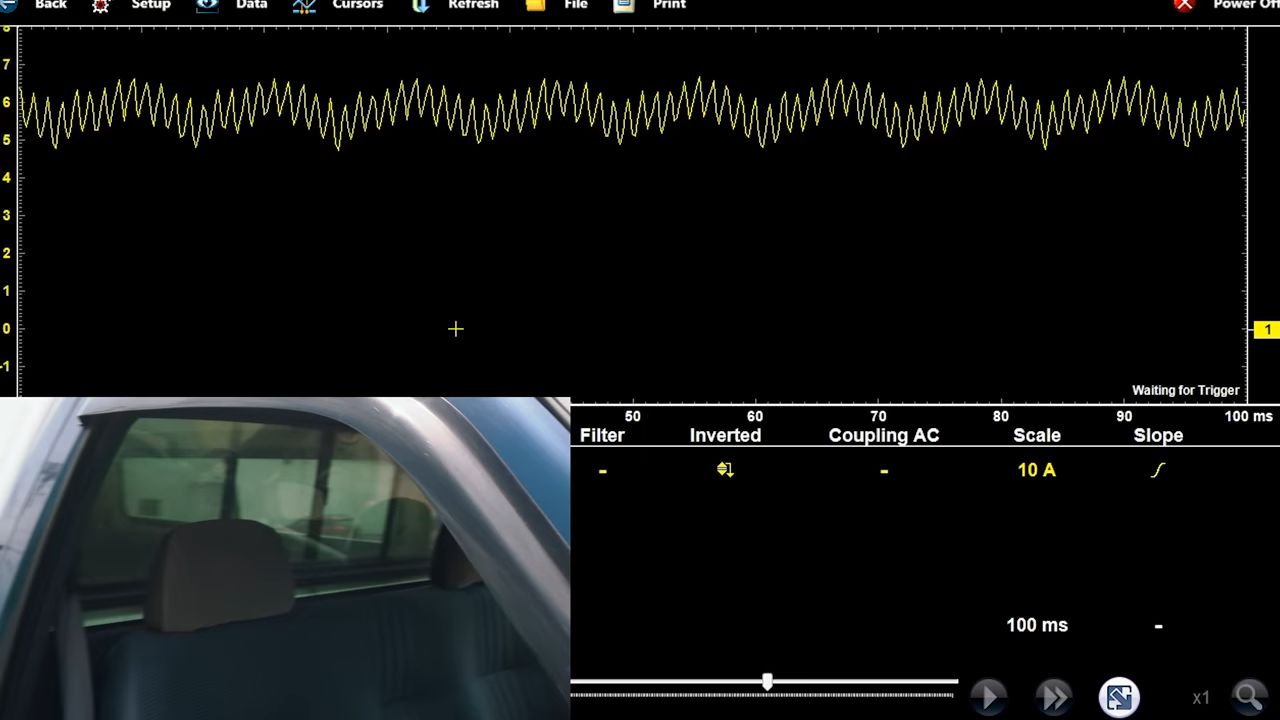 Back Setup Data Cursors Refresh File Print Power Off
8
7
6
5
4
3
2
1
0
-1
1
Waiting for Trigger
50 60 70 80 90 100 ms
Filter Inverted Coupling AC Scale Slope
- - 10 A
100 ms -
x1